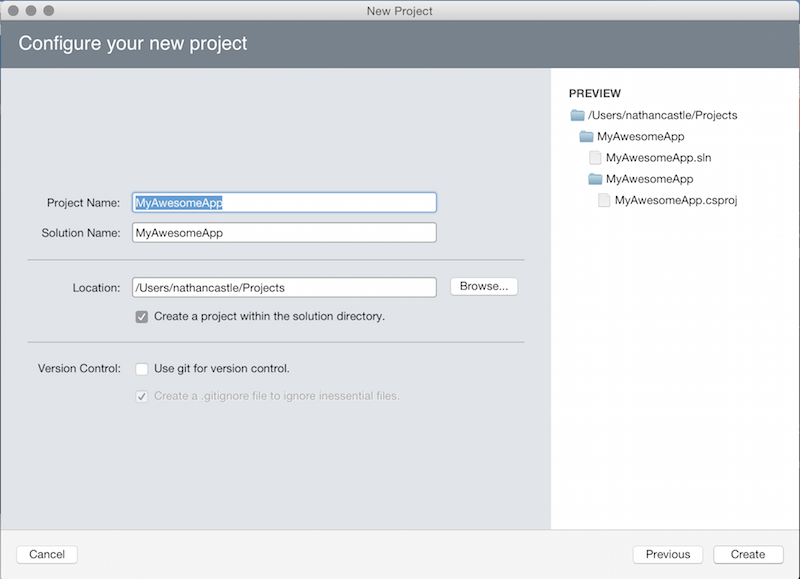 New Project
Configure your new project
Project Name: MyAwesomeApp
Solution Name: MyAwesomeApp
Location: /Users/nathancastle/Projects Browse...
Create a project within the solution directory.
Version Control: Use git for version control.
Create a .gitignore file to ignore inessential files.
PREVIEW
/Users/nathancastle/Projects
MyAwesomeApp
MyAwesomeApp.sln
MyAwesomeApp
MyAwesomeApp.csproj
Cancel Previous Create